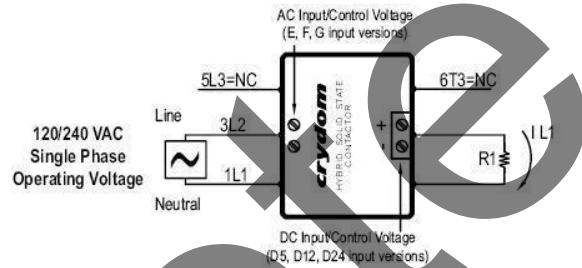 AC Input/Control Voltage
(E, F, G input versions)
5L3=NC
6T3=NC
120/240 VAC
Single Phase
Operating Voltage
Line
3L2
1L1
Neutral
crydom
HYBRID SOLID STATE
CONTACTOR
+
-
R1
I L1
DC Input/Control Voltage
(D5, D12, D24 input versions)